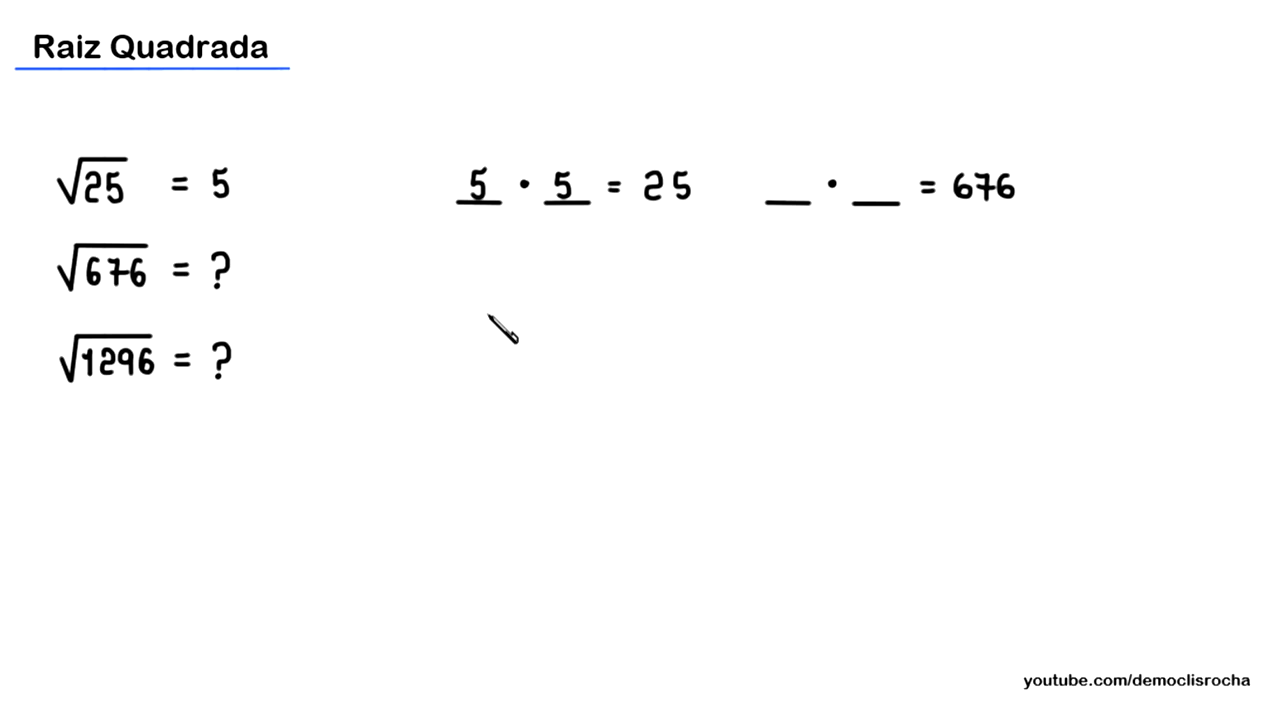 Raiz Quadrada
√25 = 5
5 · 5 = 25
__ · __ = 676
√676 = ?
√1296 = ?
youtube.com/democlisrocha